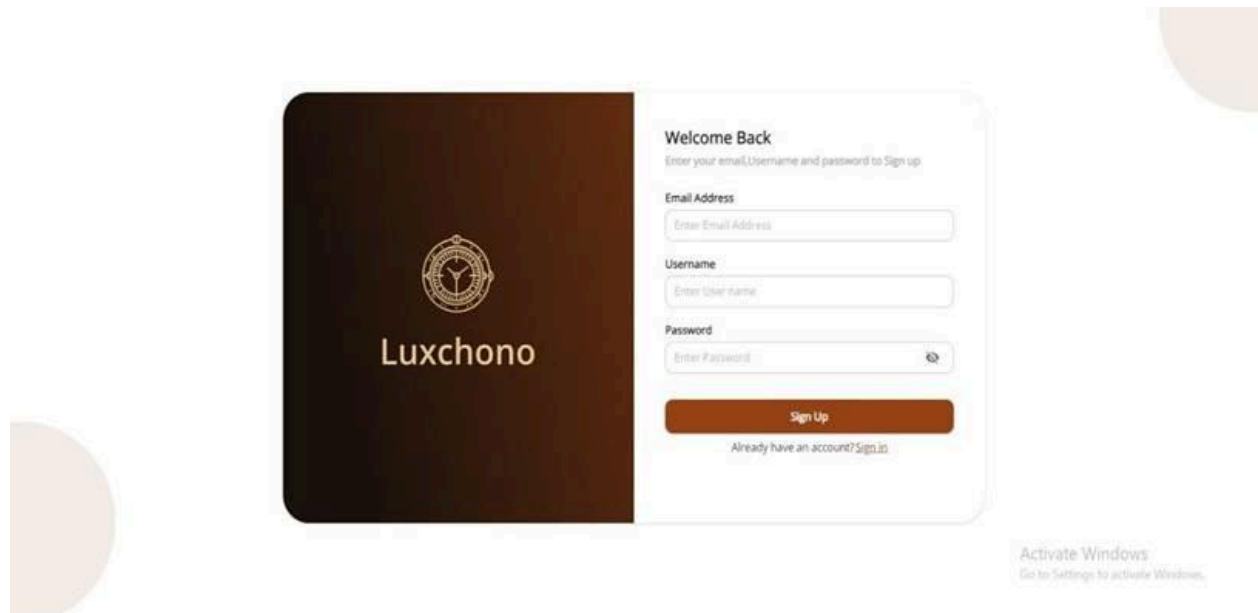 Luxchono
Welcome Back
Enter your email,Username and password to Sign up
Email Address
Enter Email Address
Username
Enter User name
Password
Enter Password
Sign Up
Already have an account? Sign in
Activate Windows
Go to Settings to activate Windows.